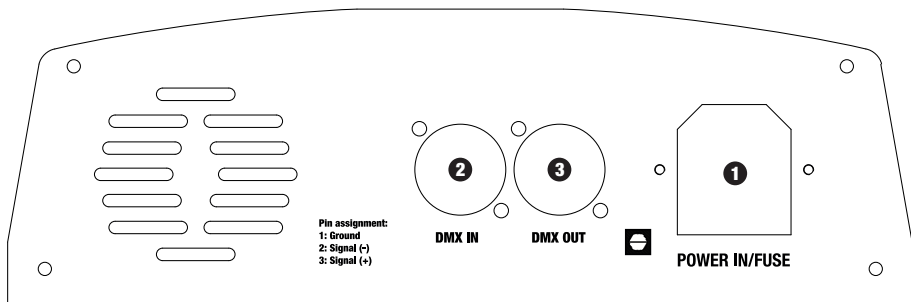 2
3
1
Pin assignment:
1: Ground
2: Signal (-)
3: Signal (+)
DMX IN
DMX OUT
POWER IN/FUSE